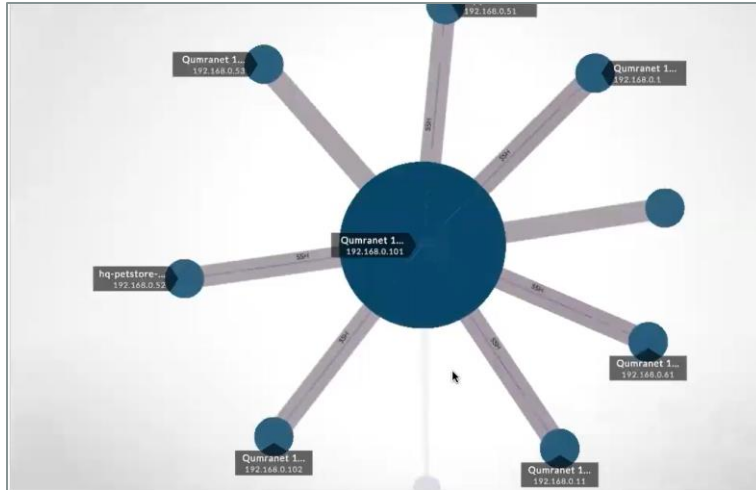 192.168.0.51
Qumranet 1...
192.168.0.53
Qumranet 1...
192.168.0.1
SSH
SSH
Qumranet 1...
192.168.0.101
SSH
hq-petstore-...
192.168.0.52
SSH
SSH
SSH
Qumranet 1...
192.168.0.61
Qumranet 1...
192.168.0.102
Qumranet 1...
192.168.0.11